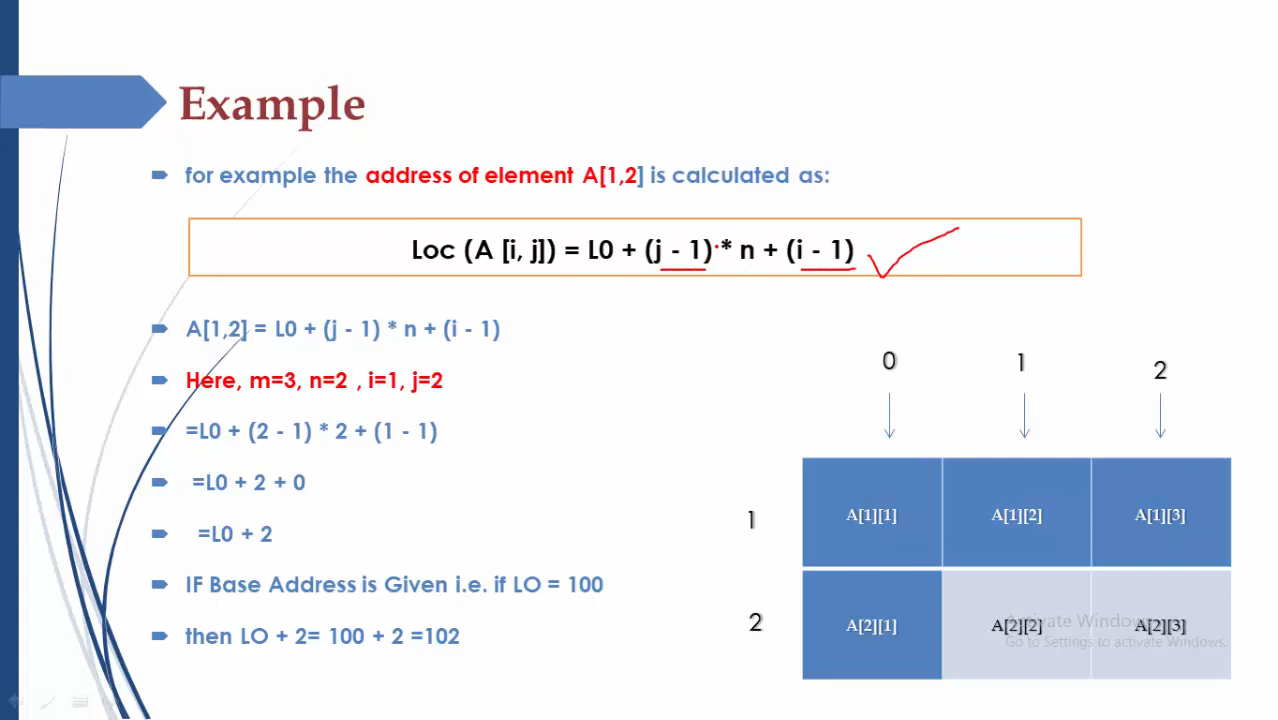 Example
for example the address of element A[1,2] is calculated as:
Loc (A [i, j]) = L0 + (j - 1) * n + (i - 1)
A[1,2] = L0 + (j - 1) * n + (i - 1)
Here, m=3, n=2 , i=1, j=2
=L0 + (2 - 1) * 2 + (1 - 1)
=L0 + 2 + 0
=L0 + 2
IF Base Address is Given i.e. if LO = 100
then LO + 2= 100 + 2 =102
0 1 2
1 A[1][1] A[1][2] A[1][3]
2 A[2][1] A[2][2] A[2][3]
Activate Windows
Go to Settings to activate Windows.